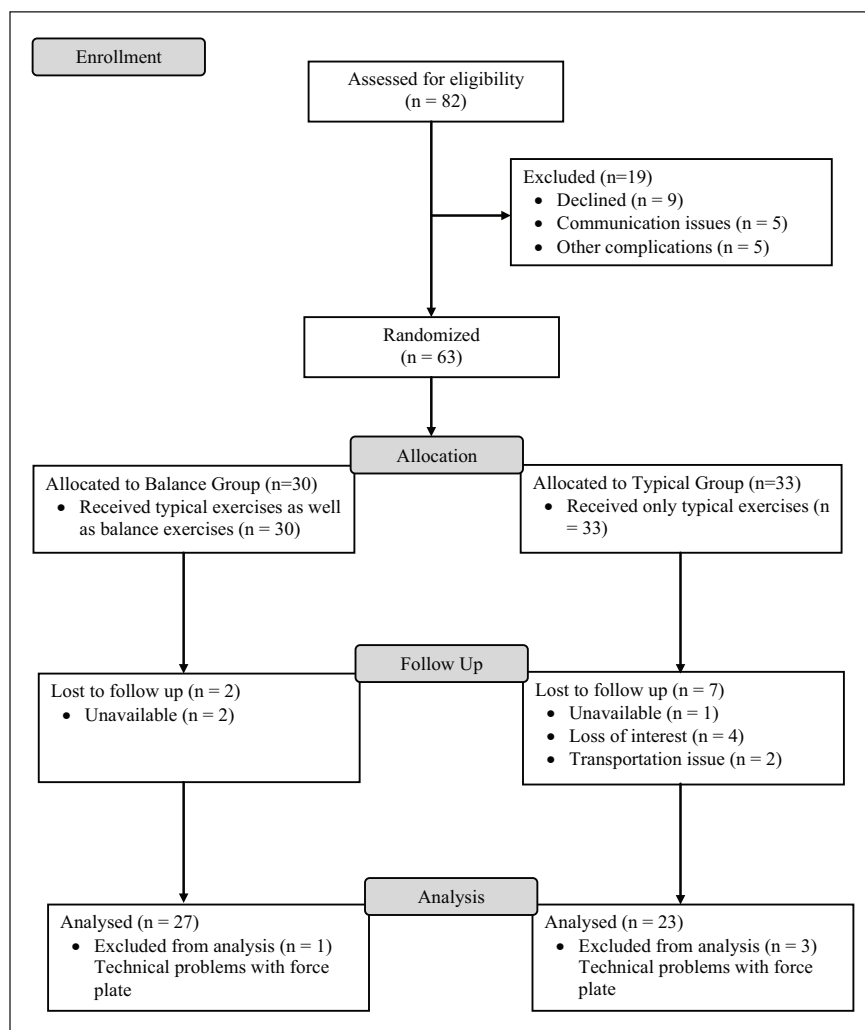 Enrollment
Assessed for eligibility
(n = 82)
Excluded (n=19)
• Declined (n = 9)
• Communication issues (n = 5)
• Other complications (n = 5)
Randomized
(n = 63)
Allocation
Allocated to Balance Group (n=30)
• Received typical exercises as well
as balance exercises (n = 30)
Allocated to Typical Group (n=33)
• Received only typical exercises (n
= 33)
Follow Up
Lost to follow up (n = 2)
• Unavailable (n = 2)
Lost to follow up (n = 7)
• Unavailable (n = 1)
• Loss of interest (n = 4)
• Transportation issue (n = 2)
Analysis
Analysed (n = 27)
• Excluded from analysis (n = 1)
Technical problems with force
plate
Analysed (n = 23)
• Excluded from analysis (n = 3)
Technical problems with force
plate